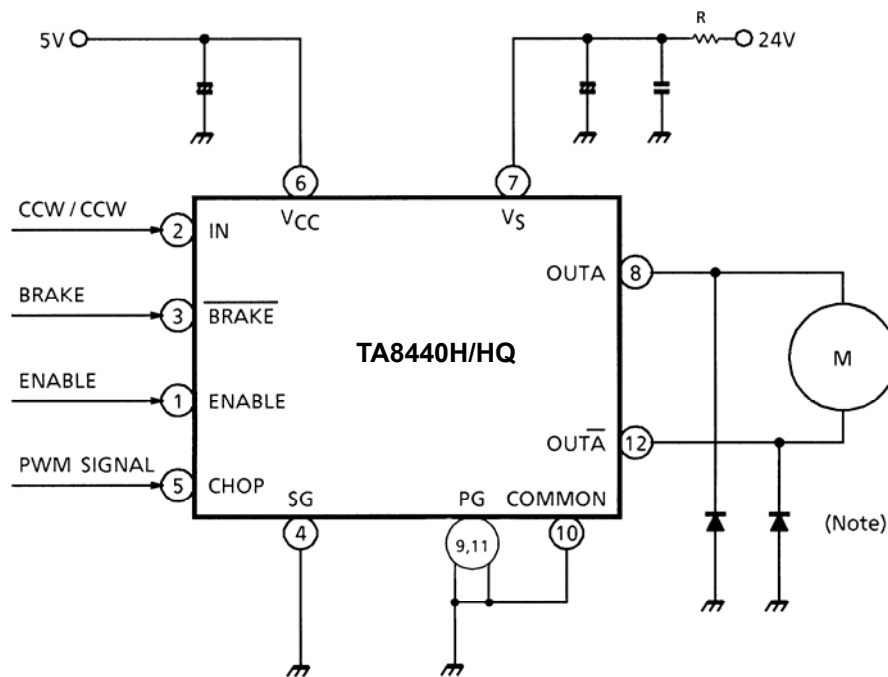 5V
R
24V
6
7
CCW / CCW
2
IN
VCC
VS
OUTA
8
BRAKE
3
BRAKE
TA8440H/HQ
M
ENABLE
1
ENABLE
OUTA
12
PWM SIGNAL
5
CHOP
SG
PG
COMMON
4
9,11
10
(Note)